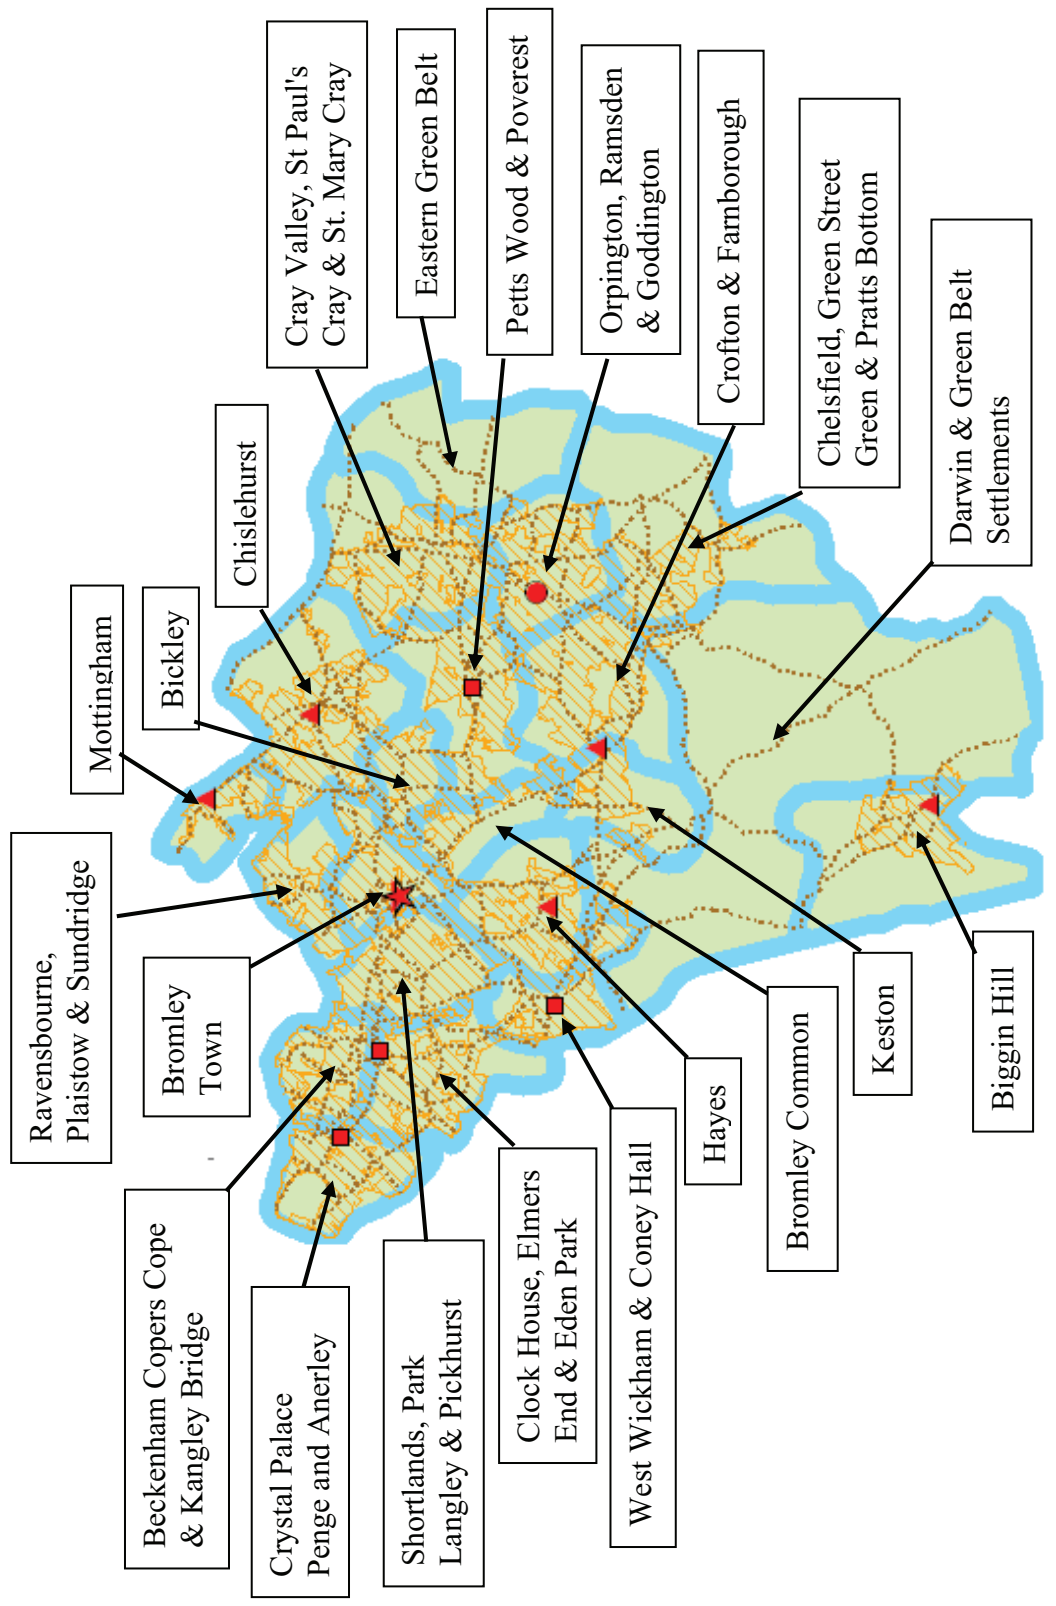 Ravensbourne,
Plaistow & Sundridge
Mottingham
Bickley
Chislehurst
Cray Valley, St Paul's
Cray & St. Mary Cray
Eastern Green Belt
Petts Wood & Poverest
Orpington, Ramsden
& Goddington
Crofton & Farnborough
Chelsfield, Green Street
Green & Pratts Bottom
Darwin & Green Belt
Settlements
Bromley
Town
Beckenham Copers Cope
& Kangley Bridge
Crystal Palace
Penge and Anerley
Shortlands, Park
Langley & Pickhurst
Clock House, Elmers
End & Eden Park
West Wickham & Coney Hall
Hayes
Bromley Common
Keston
Biggin Hill